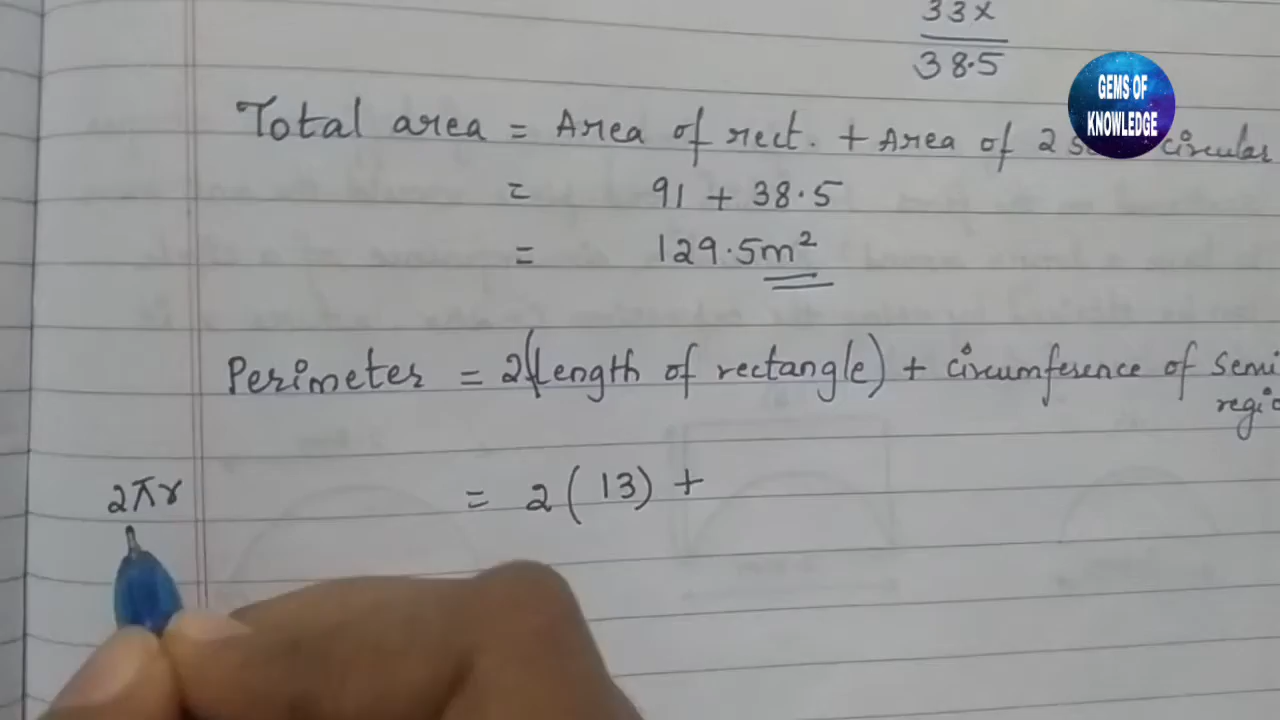 33x
38.5
GEMS OF
KNOWLEDGE
Total area = Area of rect. + Area of 2 circular
= 91 + 38.5
= 129.5m²
Perimeter = 2(length of rectangle) + circumference of semi
2πr
= 2 ( 13) +